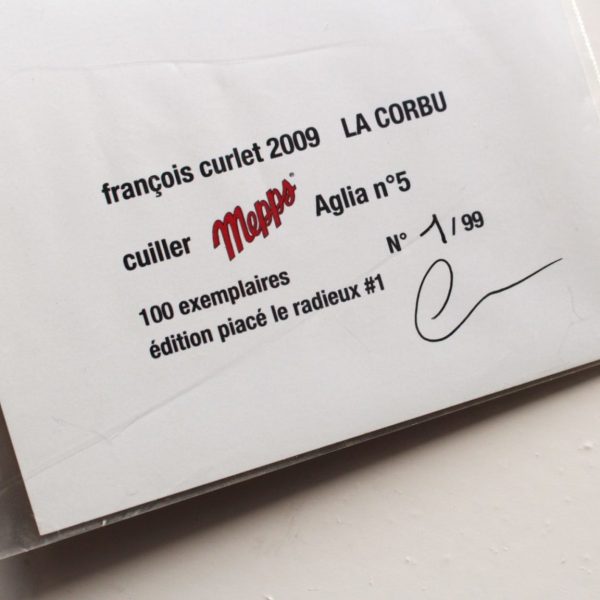 françois curlet 2009 LA CORBU
cuiller Mepps® Aglia n°5
100 exemplaires N° 1/99
édition piacé le radieux #1